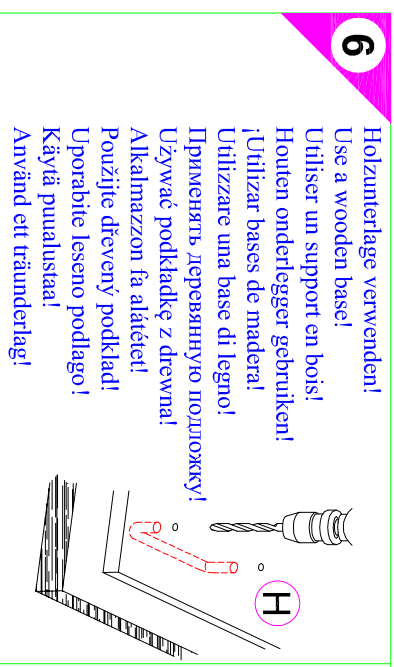 6
Holzunterlage verwenden!
Use a wooden base!
Utiliser un support en bois!
Houten onderlegger gebruiken!
¡Utilizar bases de madera!
Utilizzare una base di legno!
Применять деревянную подложку!
Używać podkładkę z drewna!
Alkalmazzon fa alátétet!
Použijte dřevený podklad!
Uporabite leseno podlago!
Käytä puualustaa!
Använd ett träunderlag!
H